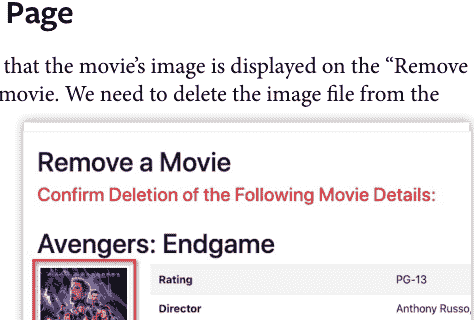 Page
that the movie’s image is displayed on the “Remove
movie. We need to delete the image file from the
Remove a Movie
Confirm Deletion of the Following Movie Details:
Avengers: Endgame
Rating PG-13
Director Anthony Russo,